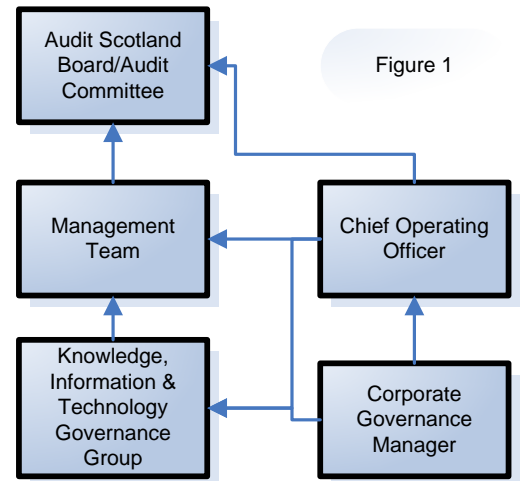 Audit Scotland
Board/Audit
Committee
Figure 1
Management
Team
Chief Operating
Officer
Knowledge,
Information &
Technology
Governance
Group
Corporate
Governance
Manager